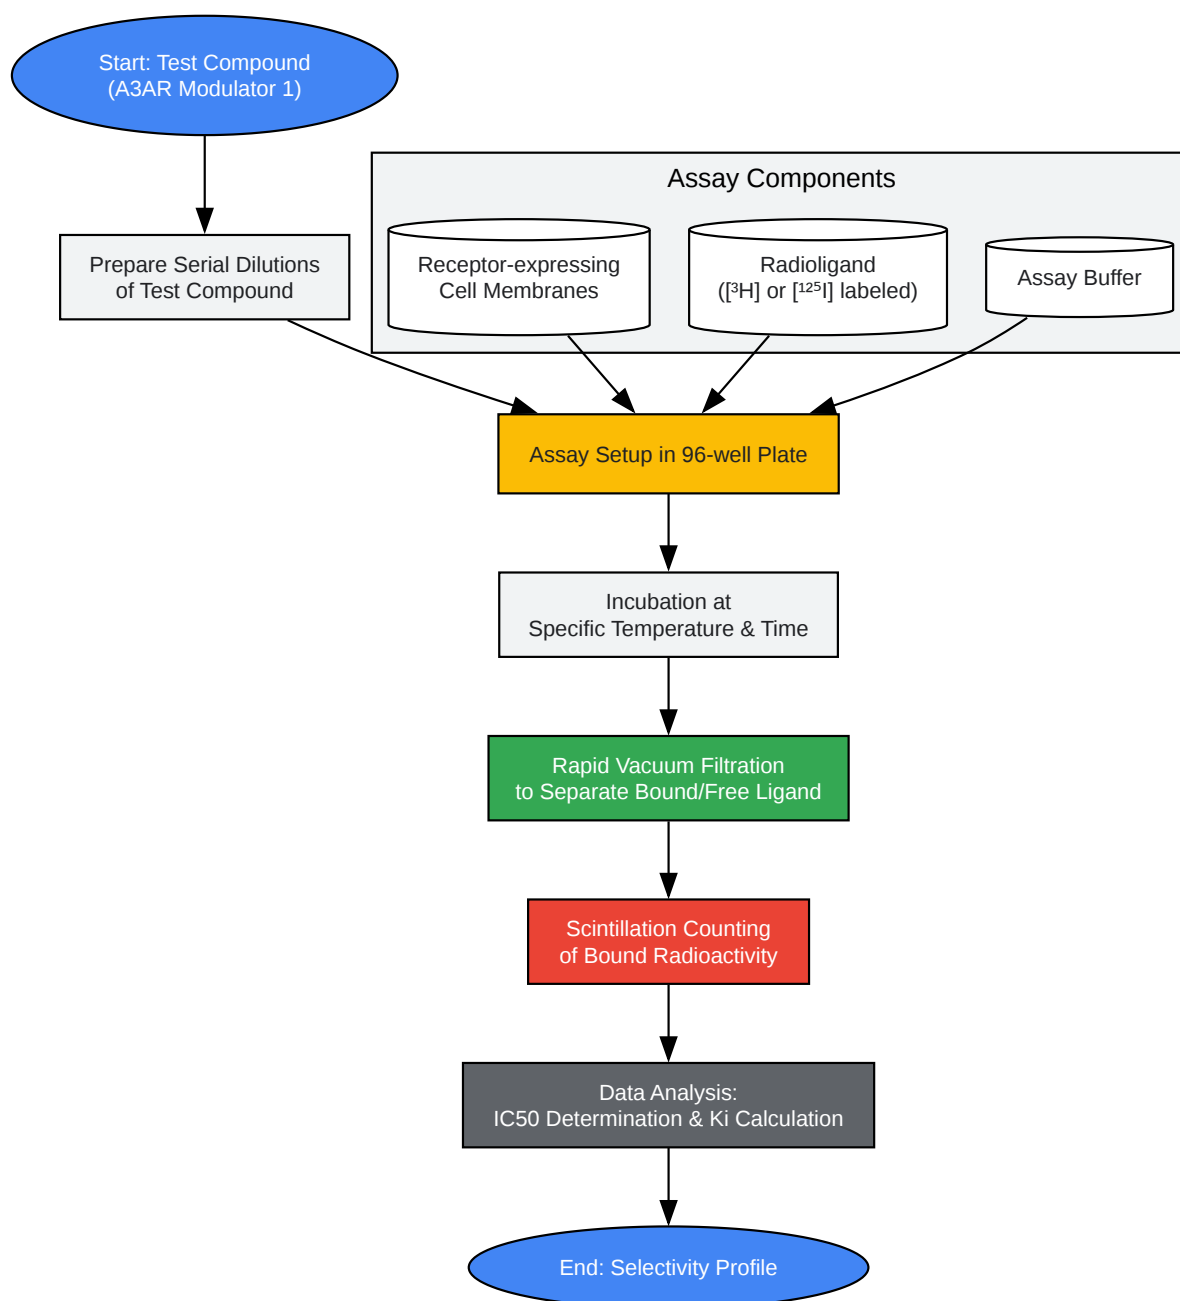 Start: Test Compound
(A3AR Modulator 1)
Assay Components
Prepare Serial Dilutions
of Test Compound
Receptor-expressing
Cell Membranes
Radioligand
([³H] or [¹²⁵I] labeled)
Assay Buffer
Assay Setup in 96-well Plate
Incubation at
Specific Temperature & Time
Rapid Vacuum Filtration
to Separate Bound/Free Ligand
Scintillation Counting
of Bound Radioactivity
Data Analysis:
IC50 Determination & Ki Calculation
End: Selectivity Profile